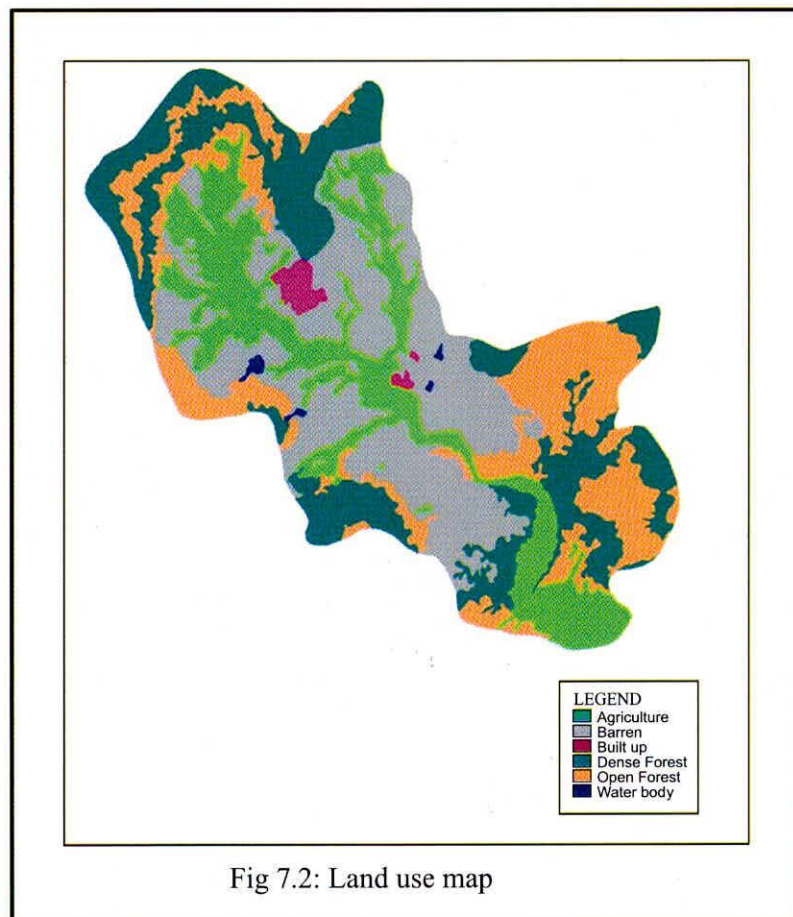 LEGEND
Agriculture
Barren
Built up
Dense Forest
Open Forest
Water body
Fig 7.2: Land use map